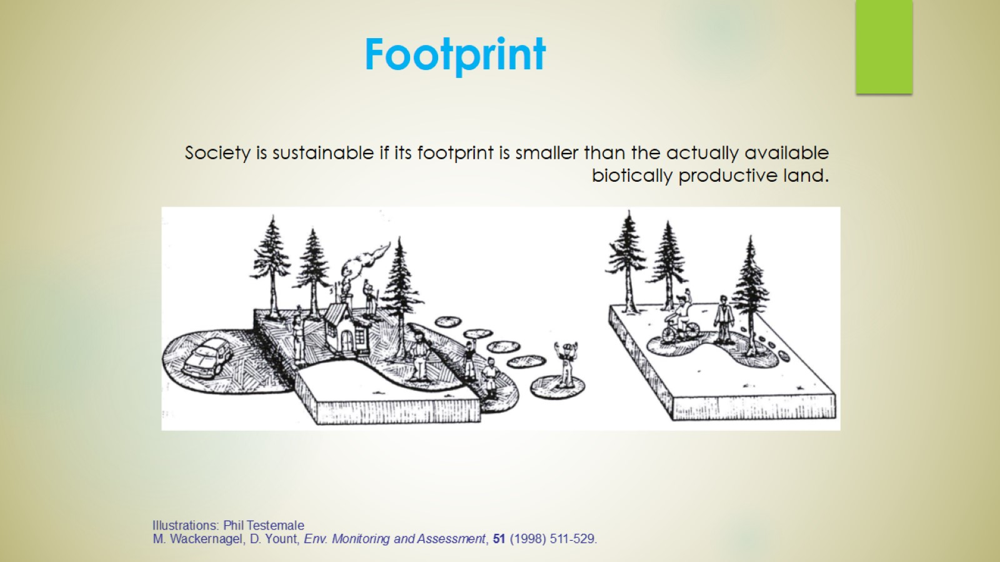 Footprint
Society is sustainable if its footprint is smaller than the actually available
biotically productive land.
Illustrations: Phil Testemale
M. Wackernagel, D. Yount, Env. Monitoring and Assessment, 51 (1998) 511-529.